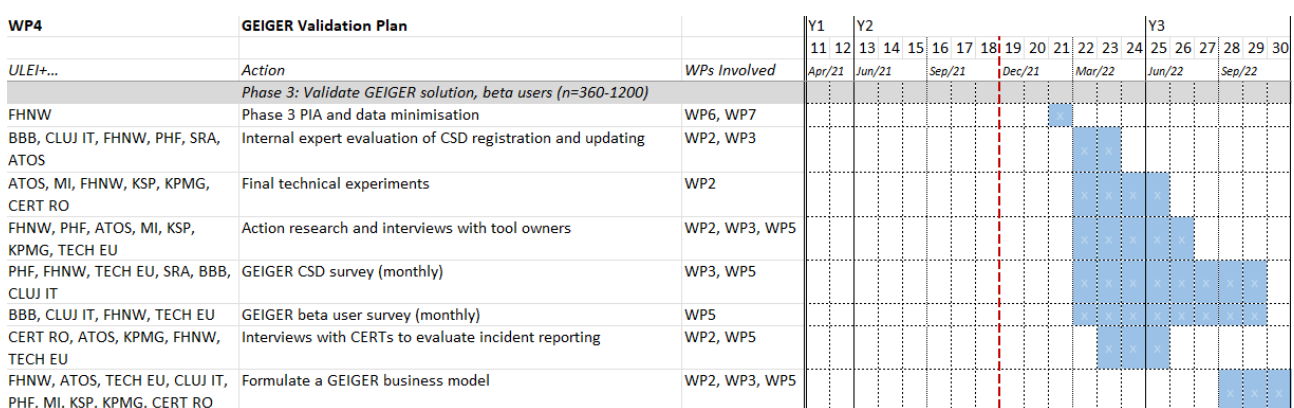 WP4 GEIGER Validation Plan Y1 Y2 Y3
11 12 13 14 15 16 17 18 19 20 21 22 23 24 25 26 27 28 29 30
ULEI+... Action WPs Involved Apr/21 Jun/21 Sep/21 Dec/21 Mar/22 Jun/22 Sep/22
Phase 3: Validate GEIGER solution, beta users (n=360-1200)
FHNW Phase 3 PIA and data minimisation WP6, WP7 x
BBB, CLUJ IT, FHNW, PHF, SRA, Internal expert evaluation of CSD registration and updating WP2, WP3
ATOS x x
ATOS, MI, FHNW, KSP, KPMG, Final technical experiments WP2
CERT RO x x x x
FHNW, PHF, ATOS, MI, KSP, Action research and interviews with tool owners WP2, WP3, WP5
KPMG, TECH EU x x x x x
PHF, FHNW, TECH EU, SRA, BBB, GEIGER CSD survey (monthly) WP3, WP5
CLUJ IT x x x x x x x x
BBB, CLUJ IT, FHNW, TECH EU GEIGER beta user survey (monthly) WP5 x x x x x x x x
CERT RO, ATOS, KPMG, FHNW, Interviews with CERTs to evaluate incident reporting WP2, WP5
TECH EU x x x
FHNW, ATOS, TECH EU, CLUJ IT, Formulate a GEIGER business model WP2, WP3, WP5
PHF, MI, KSP, KPMG, CERT RO x x x